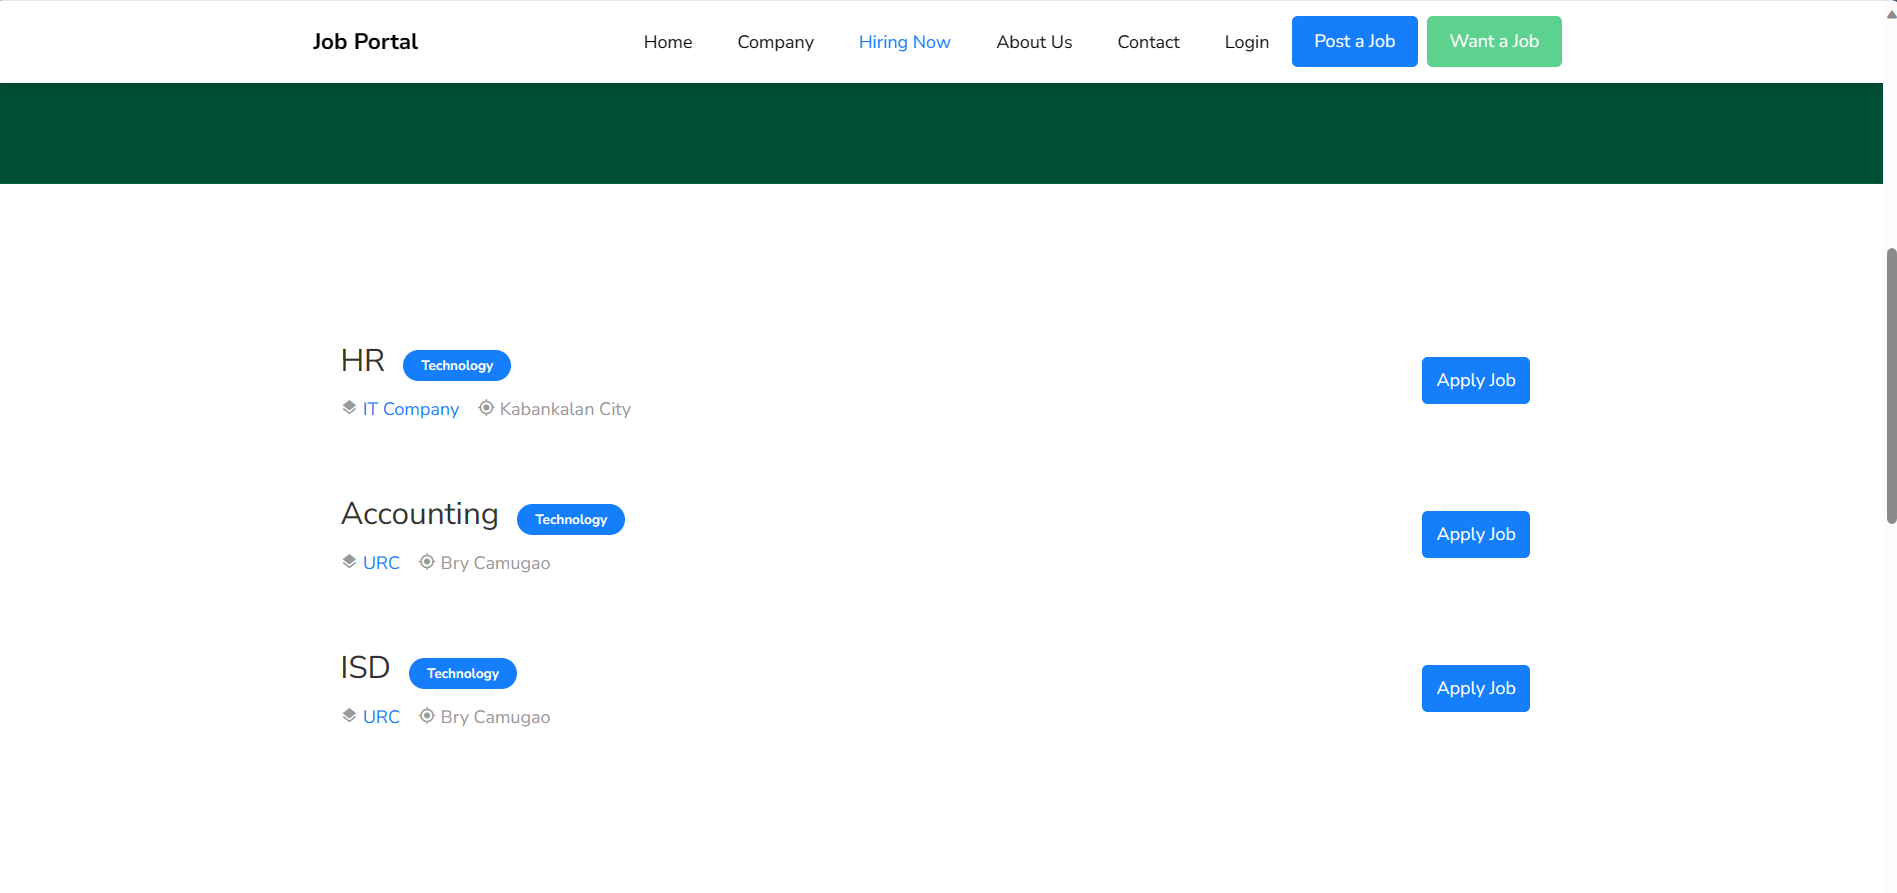 Job Portal Home Company Hiring Now About Us Contact Login Post a Job Want a Job
HR Technology
IT Company Kabankalan City
Apply Job
Accounting Technology
URC Bry Camugao
Apply Job
ISD Technology
URC Bry Camugao
Apply Job